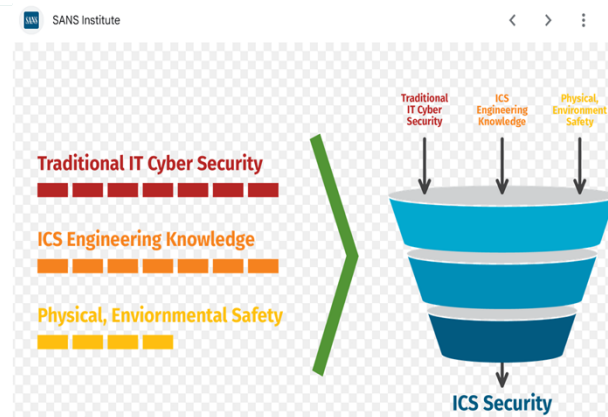 SANS
SANS Institute
Traditional IT Cyber Security
ICS Engineering Knowledge
Physical, Enviornmental Safety
Traditional
IT Cyber
Security
ICS
Engineering
Knowledge
Physical,
Environment
Safety
ICS Security